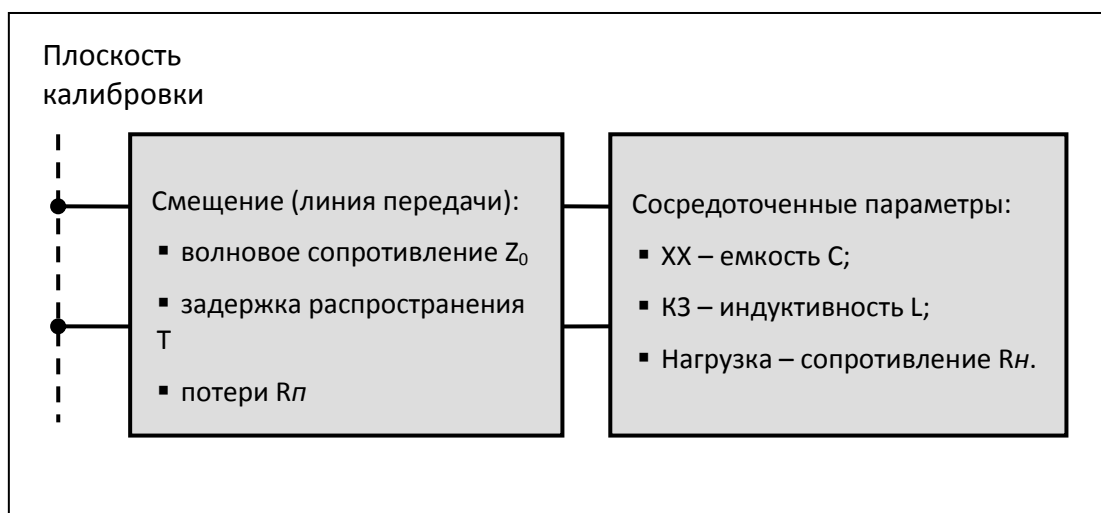 Плоскость
калибровки
Смещение (линия передачи):
▪ волновое сопротивление Z₀
▪ задержка распространения
T
▪ потери Rп
Сосредоточенные параметры:
▪ ХХ – емкость C;
▪ КЗ – индуктивность L;
▪ Нагрузка – сопротивление Rн.